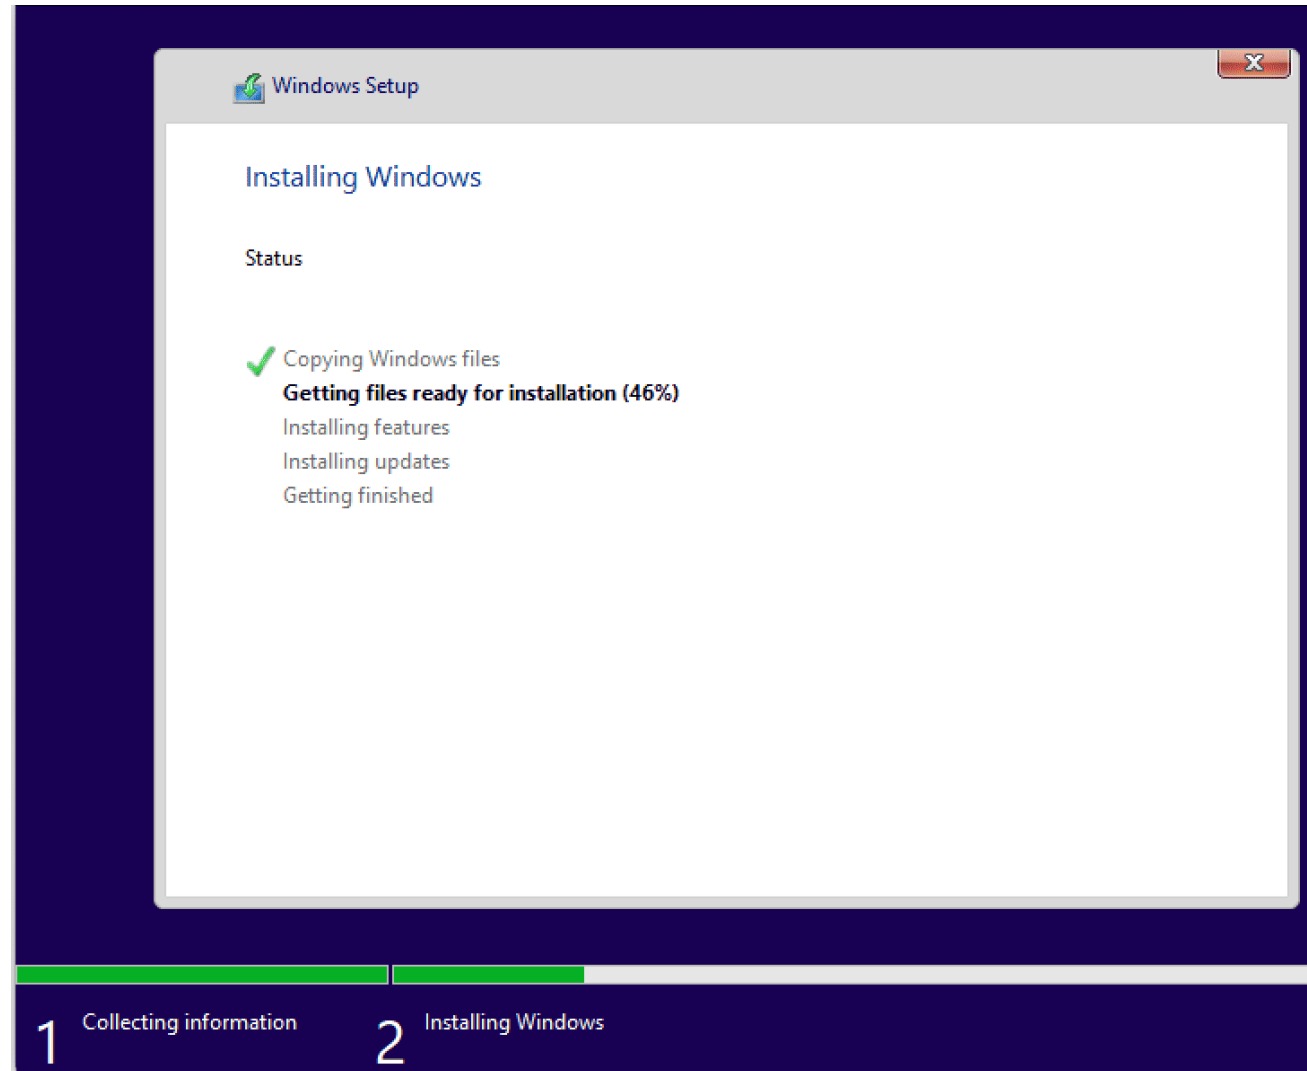 Windows Setup
Installing Windows
Status
Copying Windows files
Getting files ready for installation (46%)
Installing features
Installing updates
Getting finished
1 Collecting information 2 Installing Windows